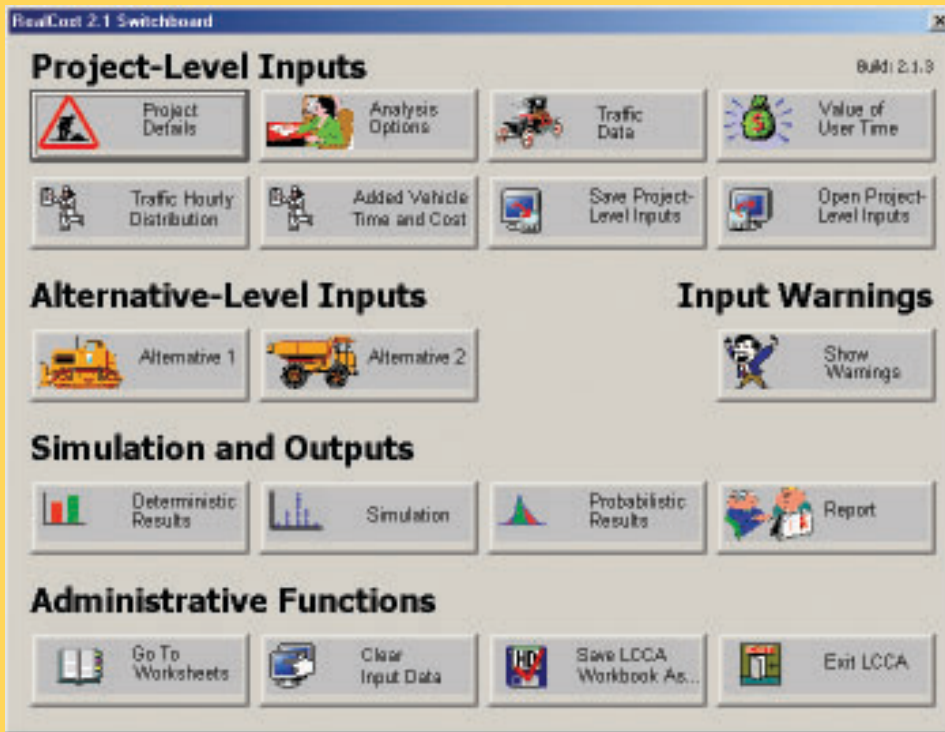 RealCost 2.1 Switchboard
Project-Level Inputs
Build: 2.1.3
Project
Details
Analysis
Options
Traffic
Data
Value of
User Time
Traffic Hourly
Distribution
Added Vehicle
Time and Cost
Save Project-
Level Inputs
Open Project-
Level Inputs
Alternative-Level Inputs
Input Warnings
Alternative 1
Alternative 2
Show
Warnings
Simulation and Outputs
Deterministic
Results
Simulation
Probabilistic
Results
Report
Administrative Functions
Go To
Worksheets
Clear
Input Data
HD
Save LCCA
Workbook As...
Exit LCCA